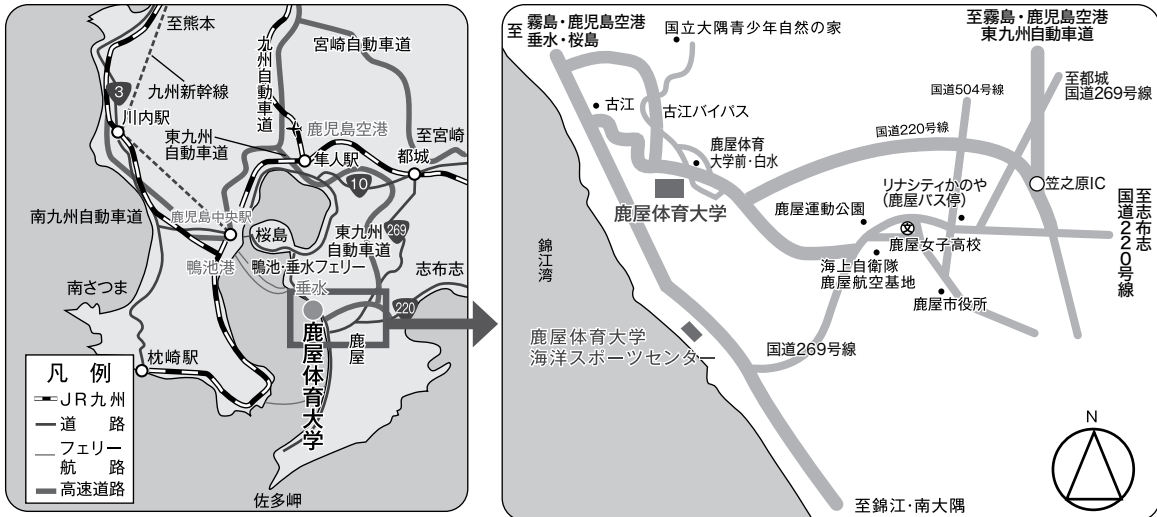 至熊本
九州自動車道
宮崎自動車道
3
九州新幹線
川内駅
東九州
自動車道
鹿児島空港
隼人駅
至宮崎
都城
10
南九州自動車道
鹿児島中央駅
桜島
東九州
自動車道
269
鴨池港
鴨池・垂水フェリー
志布志
垂水
南さつま
220
鹿屋
鹿屋体育大学
枕崎駅
佐多岬
凡 例
JR九州
道 路
フェリー
航 路
高速道路
至 霧島・鹿児島空港
垂水・桜島
国立大隅青少年自然の家
至霧島・鹿児島空港
東九州自動車道
至都城
国道269号線
国道504号線
古江
古江バイパス
国道220号線
鹿屋体育
大学前・白水
鹿屋体育大学
リナシティかのや
(鹿屋バス停)
笠之原IC
鹿屋運動公園
文
鹿屋女子高校
至志布志
国道220号線
錦江湾
海上自衛隊
鹿屋航空基地
鹿屋市役所
鹿屋体育大学
海洋スポーツセンター
国道269号線
N
至錦江・南大隅